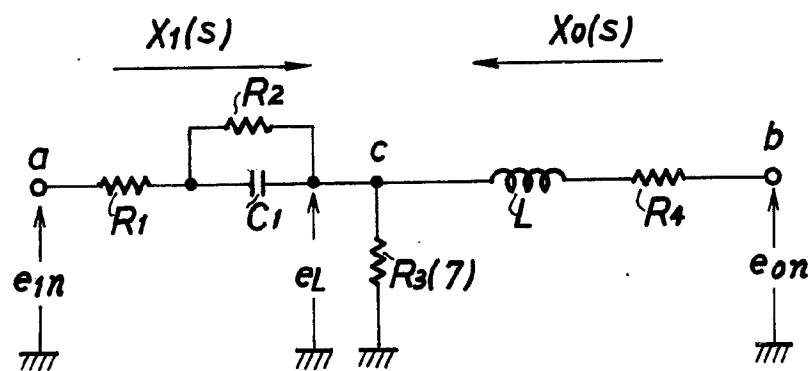 X1(S)
X0(S)
R2
a
c
b
R1
C1
L
R4
e1n
eL
R3(7)
e0n